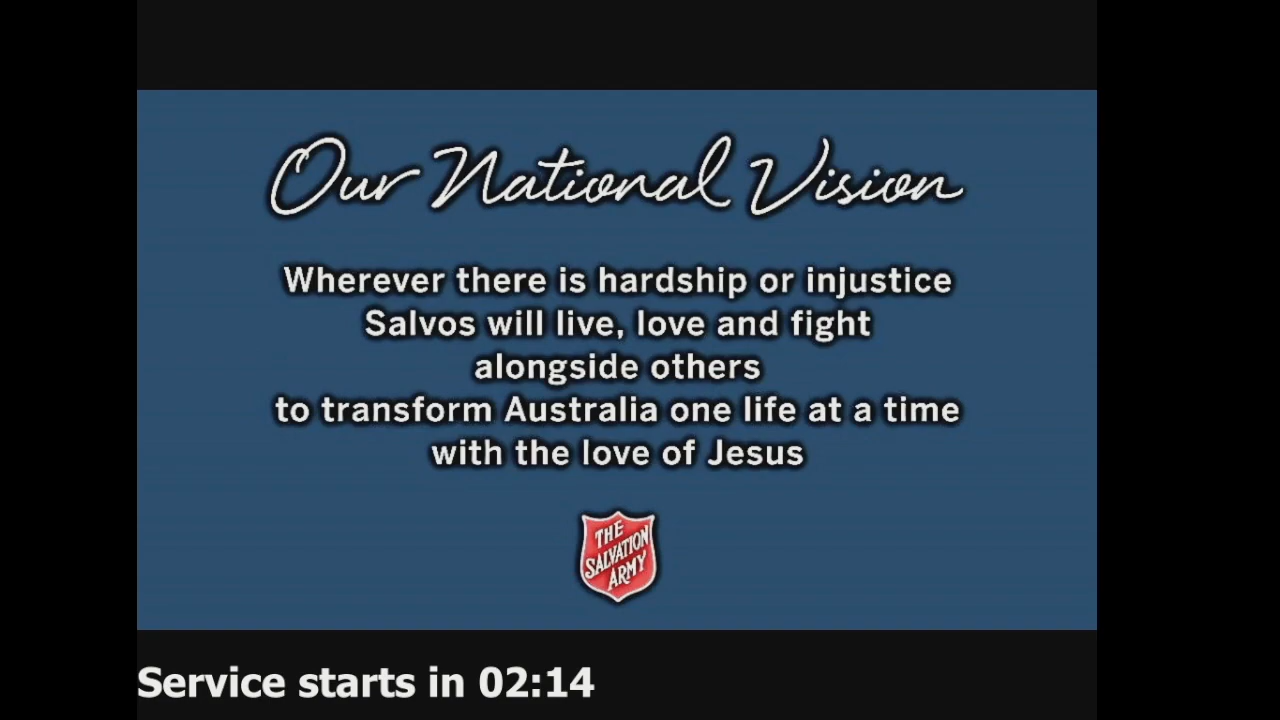 Our National Vision
Wherever there is hardship or injustice
Salvos will live, love and fight
alongside others
to transform Australia one life at a time
with the love of Jesus
THE
SALVATION
ARMY
Service starts in 02:14